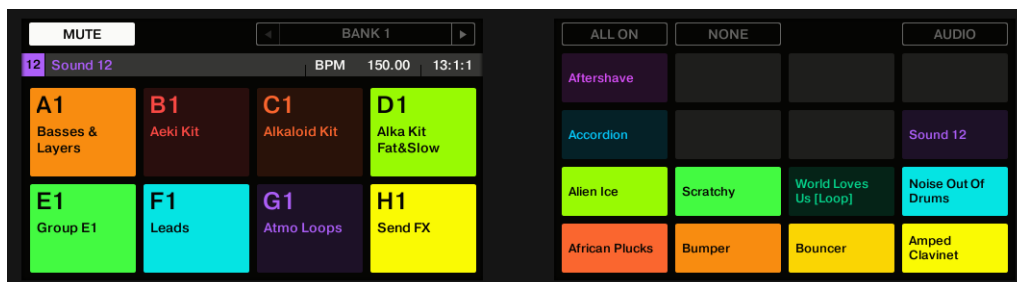 MUTE
BANK 1
12 Sound 12
BPM 150.00 13:1:1
A1
Basses &
Layers
B1
Aeki Kit
C1
Alkaloid Kit
D1
Alka Kit
Fat&Slow
E1
Group E1
F1
Leads
G1
Atmo Loops
H1
Send FX
ALL ON
NONE
AUDIO
Aftershave
Accordion
Sound 12
Alien Ice
Scratchy
World Loves
Us [Loop]
Noise Out Of
Drums
African Plucks
Bumper
Bouncer
Amped
Clavinet